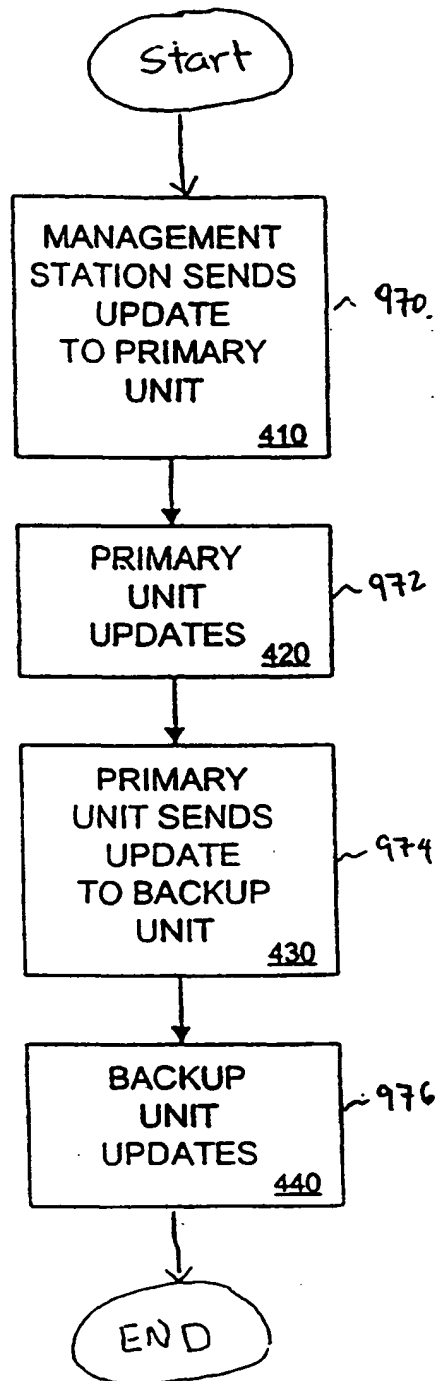 Start
MANAGEMENT
STATION SENDS
UPDATE
TO PRIMARY
UNIT
410
970.
PRIMARY
UNIT
UPDATES
420
972
PRIMARY
UNIT SENDS
UPDATE
TO BACKUP
UNIT
430
974
BACKUP
UNIT
UPDATES
440
976
END